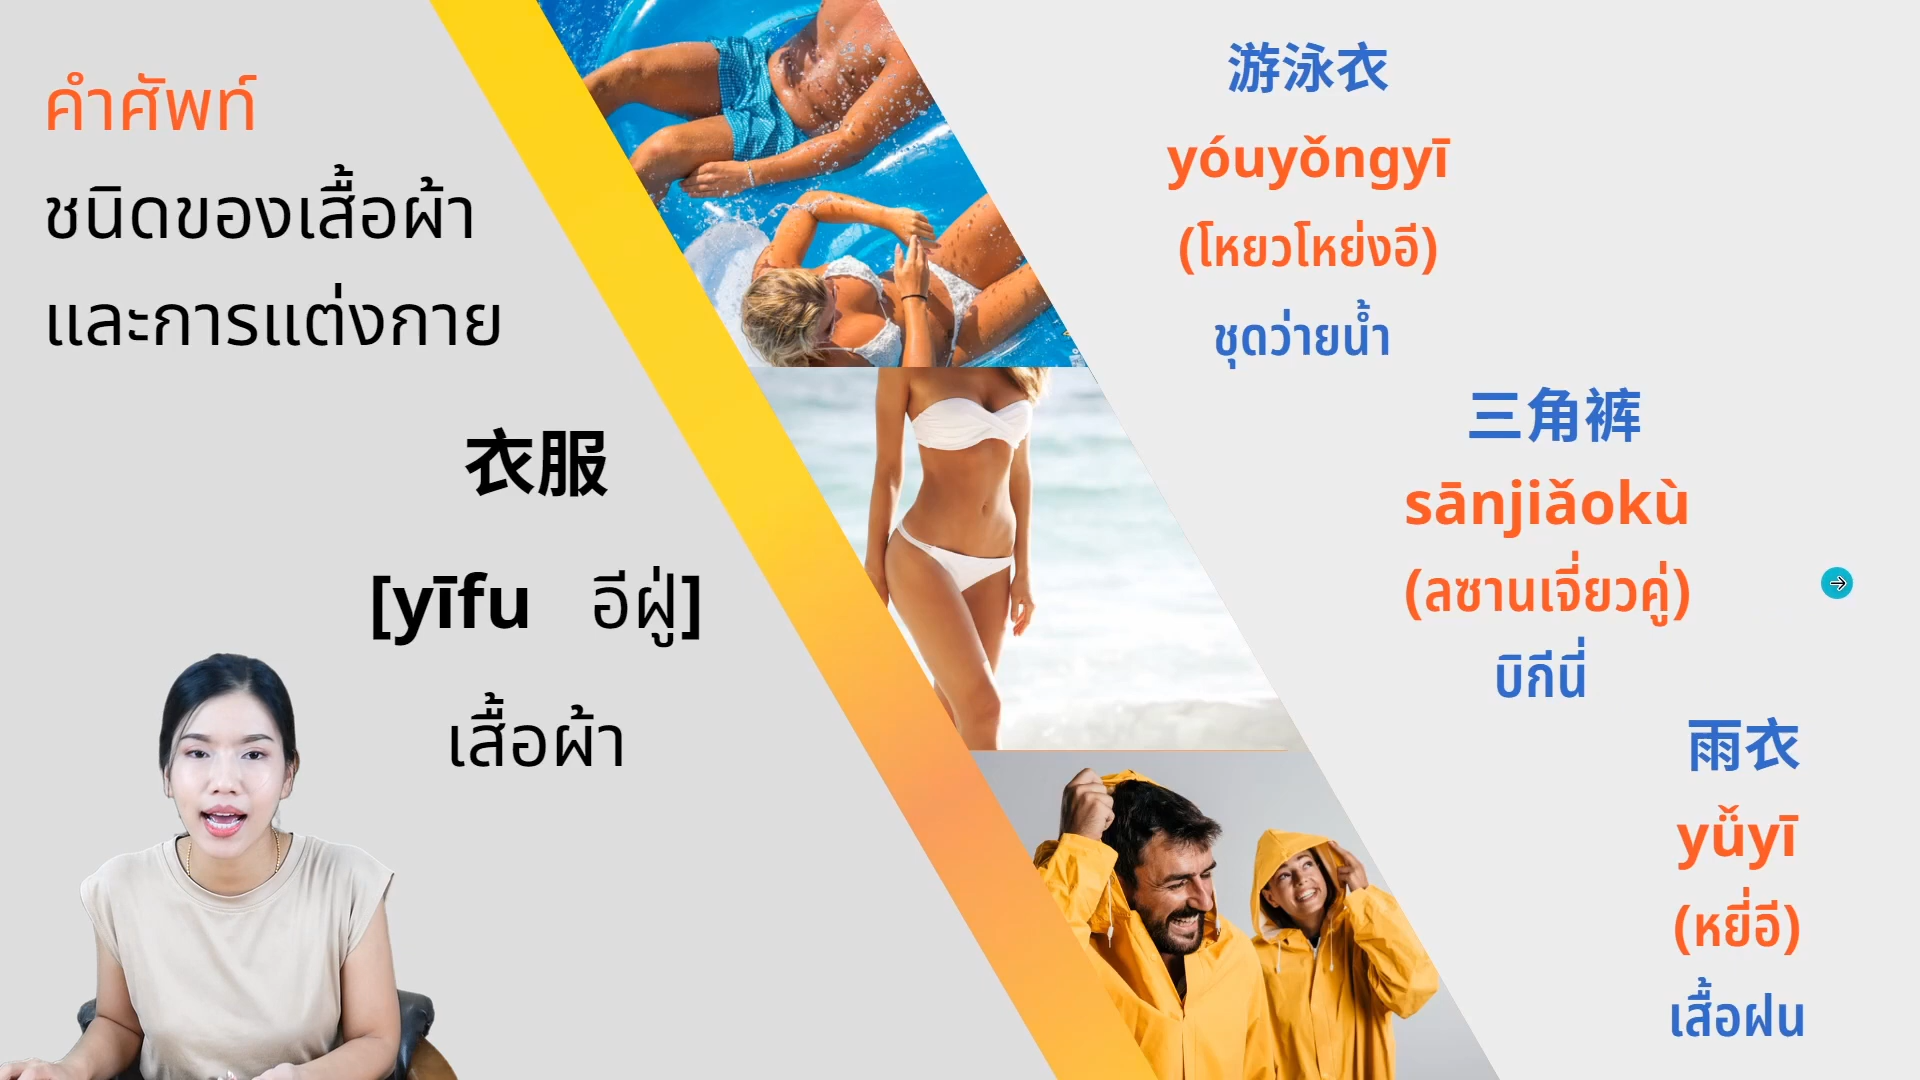 คำศัพท์
ชนิดของเสื้อผ้า
และการแต่งกาย
衣服
[yīfu อีฝุ่]
เสื้อผ้า
游泳衣
yóuyǒngyī
(โหยวโหย่งอี)
ชุดว่ายน้ำ
三角裤
sānjiǎokù
(ลซานเจี่ยวคู่)
บิกีนี่
雨衣
yǚyī
(หยี่อี)
เสื้อฝน